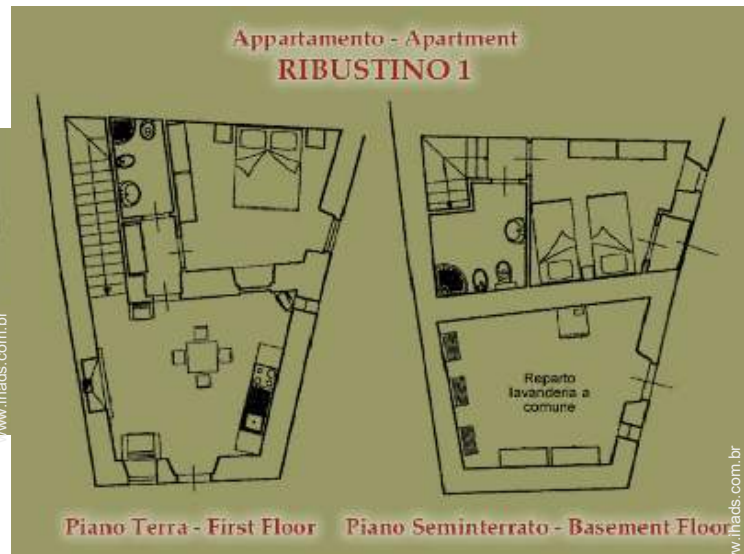 Appartamento - Apartment
RIBUSTINO 1
Reparto
lavanderia a
comune
Piano Terra - First Floor
Piano Seminterrato - Basement Floor
www.ihads.com.br
www.ihads.com.br